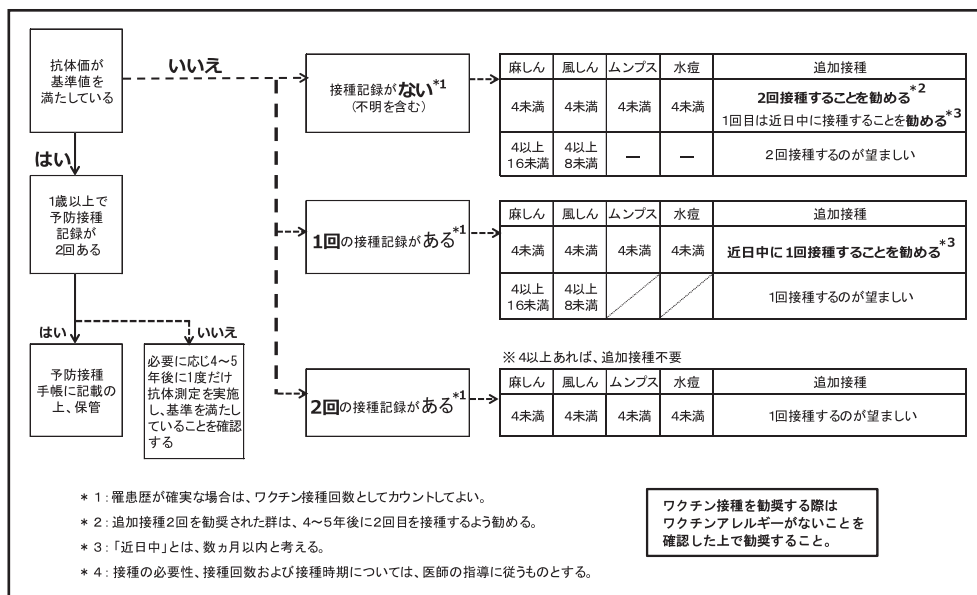 抗体価が
基準値を
満たしている
いいえ
はい
1歳以上で
予防接種
記録が
2回ある
はい
いいえ
予防接種
手帳に記載の
上、保管
必要に応じ4〜5
年後に1度だけ
抗体測定を実施
し、基準を満たし
ていることを確認
する
接種記録がない*1
(不明を含む)
麻しん 風しん ムンプス 水痘 追加接種
4未満 4未満 4未満 4未満 2回接種することを勧める*2
1回目は近日中に接種することを勧める*3
4以上 4以上 — — 2回接種するのが望ましい
16未満 8未満
1回の接種記録がある*1
麻しん 風しん ムンプス 水痘 追加接種
4未満 4未満 4未満 4未満 近日中に1回接種することを勧める*3
4以上 4以上 1回接種するのが望ましい
16未満 8未満
※4以上あれば、追加接種不要
2回の接種記録がある*1
麻しん 風しん ムンプス 水痘 追加接種
4未満 4未満 4未満 4未満 1回接種するのが望ましい
*1:罹患歴が確実な場合は、ワクチン接種回数としてカウントしてよい。
*2:追加接種2回を勧奨された群は、4〜5年後に2回目を接種するよう勧める。
*3:「近日中」とは、数ヵ月以内と考える。
*4:接種の必要性、接種回数および接種時期については、医師の指導に従うものとする。
ワクチン接種を勧奨する際は
ワクチンアレルギーがないことを
確認した上で勧奨すること。